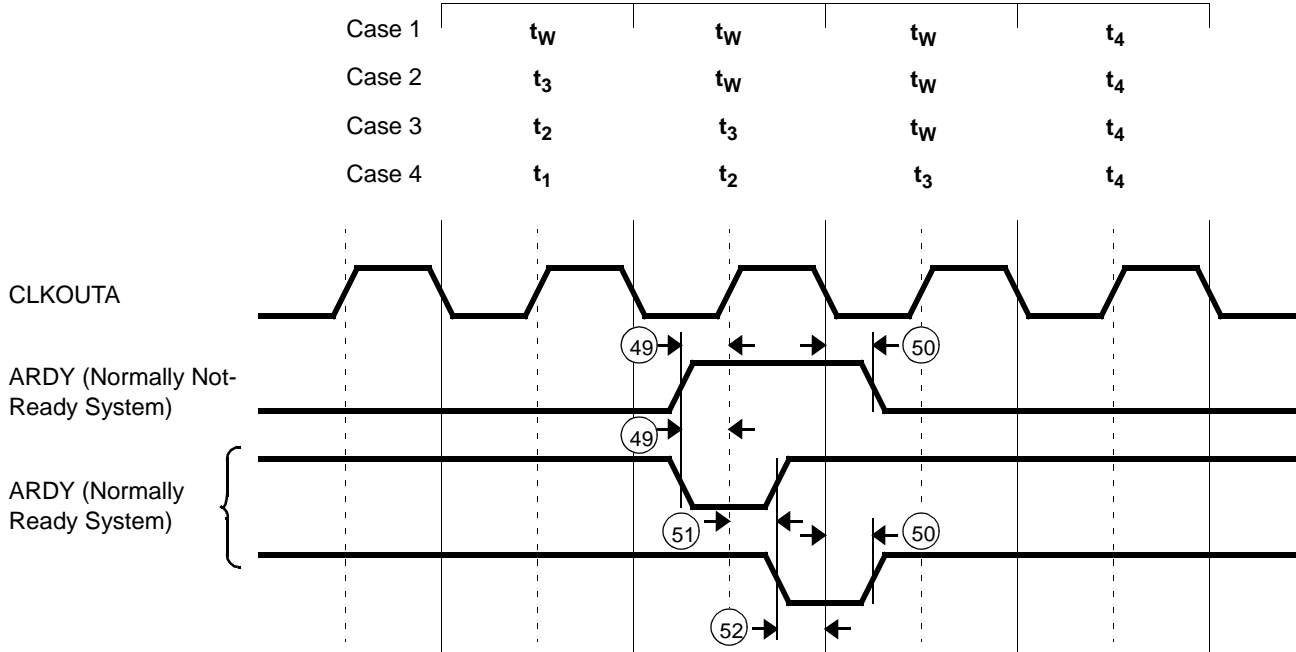 Case 1 tW tW tW t4
Case 2 t3 tW tW t4
Case 3 t2 t3 tW t4
Case 4 t1 t2 t3 t4
CLKOUTA
49 50
ARDY (Normally Not-
Ready System)
49
ARDY (Normally
Ready System)
51 50
52